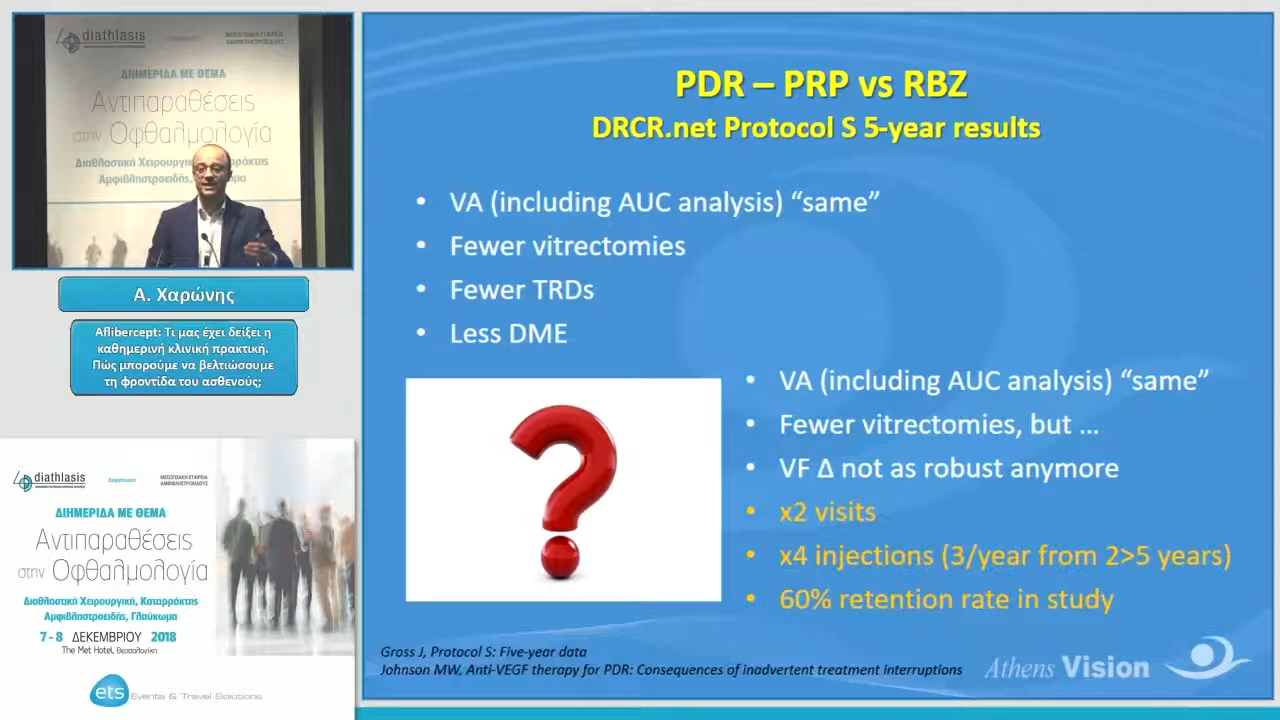 diathlasis
ΜΕΣΟΓΕΙΑΚΗ ΕΤΑΙΡΕΙΑ
ΑΜΦΙΒΛΗΣΤΡΟΕΙΔΟΥΣ
ΔΙΗΜΕΡΙΔΑ ΜΕ ΘΕΜΑ
Αντιπαραθέσεις
στην Οφθαλμολογία
Α. Χαρώνης
Aflibercept: Τι μας έχει δείξει η
καθημερινή κλινική πρακτική.
Πώς μπορούμε να βελτιώσουμε
τη φροντίδα του ασθενούς;
diathlasis
ΜΕΣΟΓΕΙΑΚΗ ΕΤΑΙΡΕΙΑ
ΑΜΦΙΒΛΗΣΤΡΟΕΙΔΟΥΣ
ΔΙΗΜΕΡΙΔΑ ΜΕ ΘΕΜΑ
Αντιπαραθέσεις
στην Οφθαλμολογία
Διαθλαστική Χειρουργική, Καταρράκτης
Αμφιβληστροειδής, Γλαύκωμα
7 - 8 ΔΕΚΕΜΒΡΙΟΥ 2018
The Met Hotel, Θεσσαλονίκη
ets Events & Travel Solutions
PDR – PRP vs RBZ
DRCR.net Protocol S 5-year results
• VA (including AUC analysis) “same”
• Fewer vitrectomies
• Fewer TRDs
• Less DME
• VA (including AUC analysis) “same”
• Fewer vitrectomies, but ...
• VF Δ not as robust anymore
• x2 visits
• x4 injections (3/year from 2>5 years)
• 60% retention rate in study
Gross J, Protocol S: Five-year data
Johnson MW, Anti-VEGF therapy for PDR: Consequences of inadvertent treatment interruptions
Athens Vision